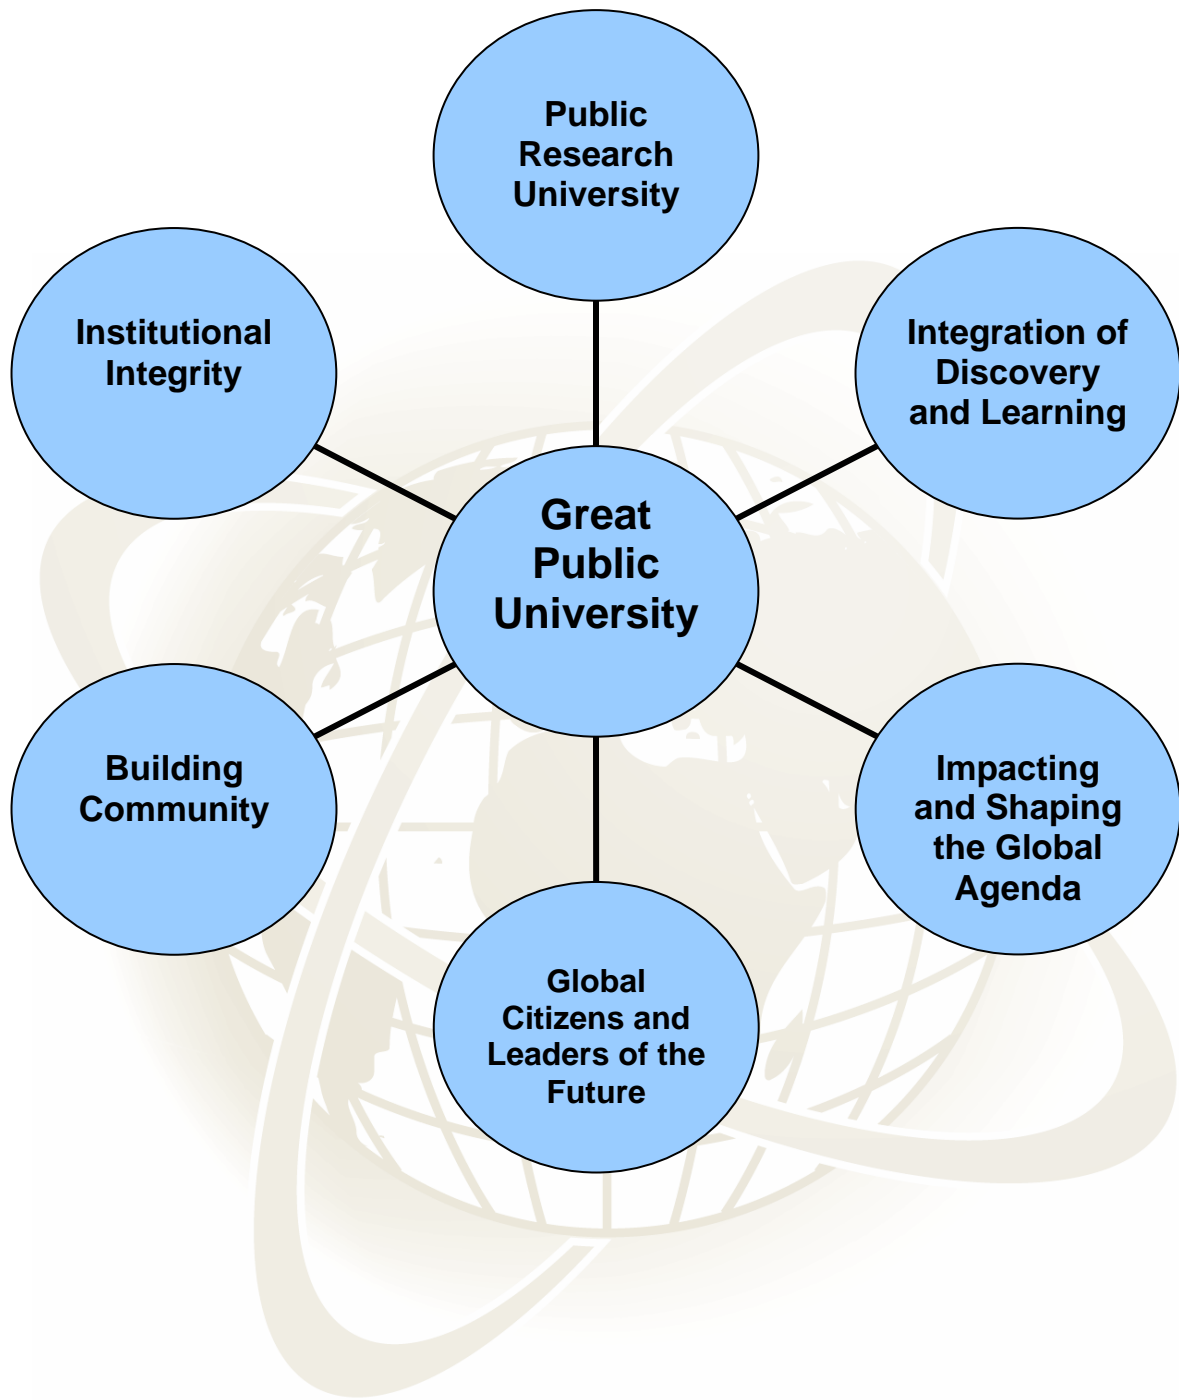 Public
Research
University
Institutional
Integrity
Integration of
Discovery
and Learning
Great
Public
University
Building
Community
Impacting
and Shaping
the Global
Agenda
Global
Citizens and
Leaders of the
Future